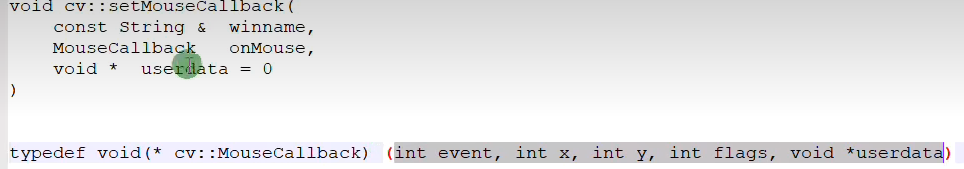 void cv::setMouseCallback(
const String & winname,
MouseCallback onMouse,
void * userdata = 0
)
typedef void(* cv::MouseCallback) (int event, int x, int y, int flags, void *userdata)